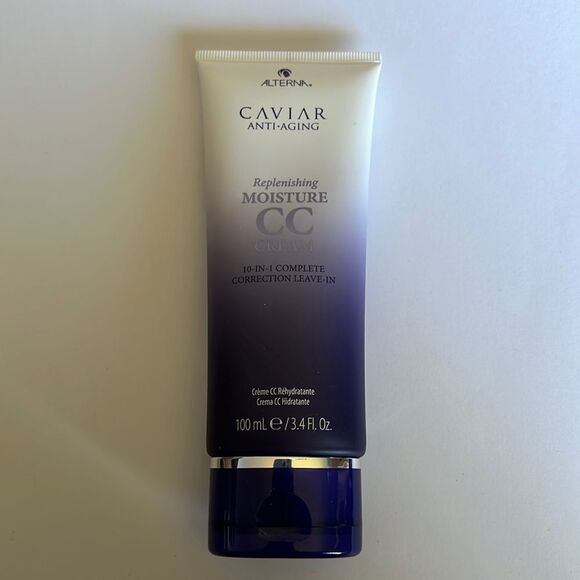 ALTERNA®
CAVIAR
ANTI·AGING
Replenishing
MOISTURE
CC
CREAM
10-IN-1 COMPLETE
CORRECTION LEAVE-IN
Crème CC Réhydratante
Crema CC Hidratante
100 mL ℮ / 3.4 Fl. Oz.